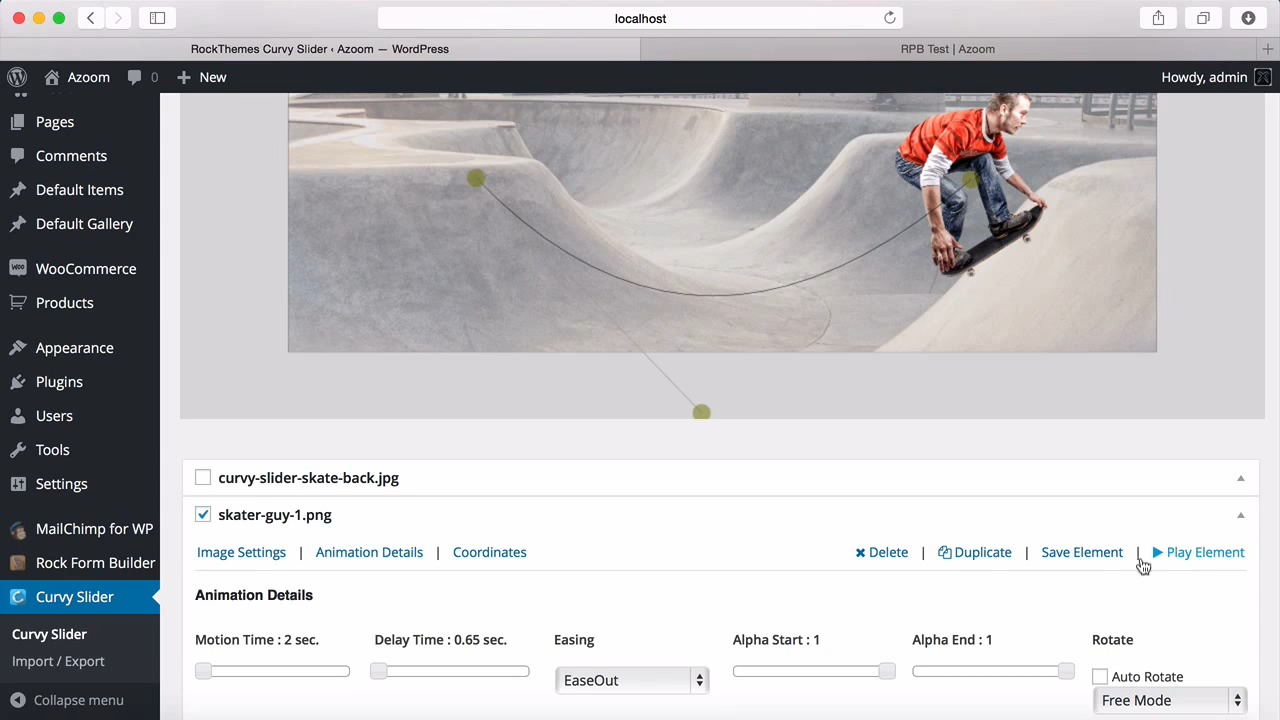 localhost
RockThemes Curvy Slider ‹ Azoom — WordPress
RPB Test | Azoom
Azoom
0
New
Howdy, admin
Pages
Comments
Default Items
Default Gallery
WooCommerce
Products
Appearance
Plugins
Users
Tools
Settings
MailChimp for WP
Rock Form Builder
Curvy Slider
Curvy Slider
Import / Export
Collapse menu
curvy-slider-skate-back.jpg
skater-guy-1.png
Image Settings | Animation Details | Coordinates
Delete | Duplicate | Save Element | Play Element
Animation Details
Motion Time : 2 sec.
Delay Time : 0.65 sec.
Easing
Alpha Start : 1
Alpha End : 1
Rotate
EaseOut
Auto Rotate
Free Mode